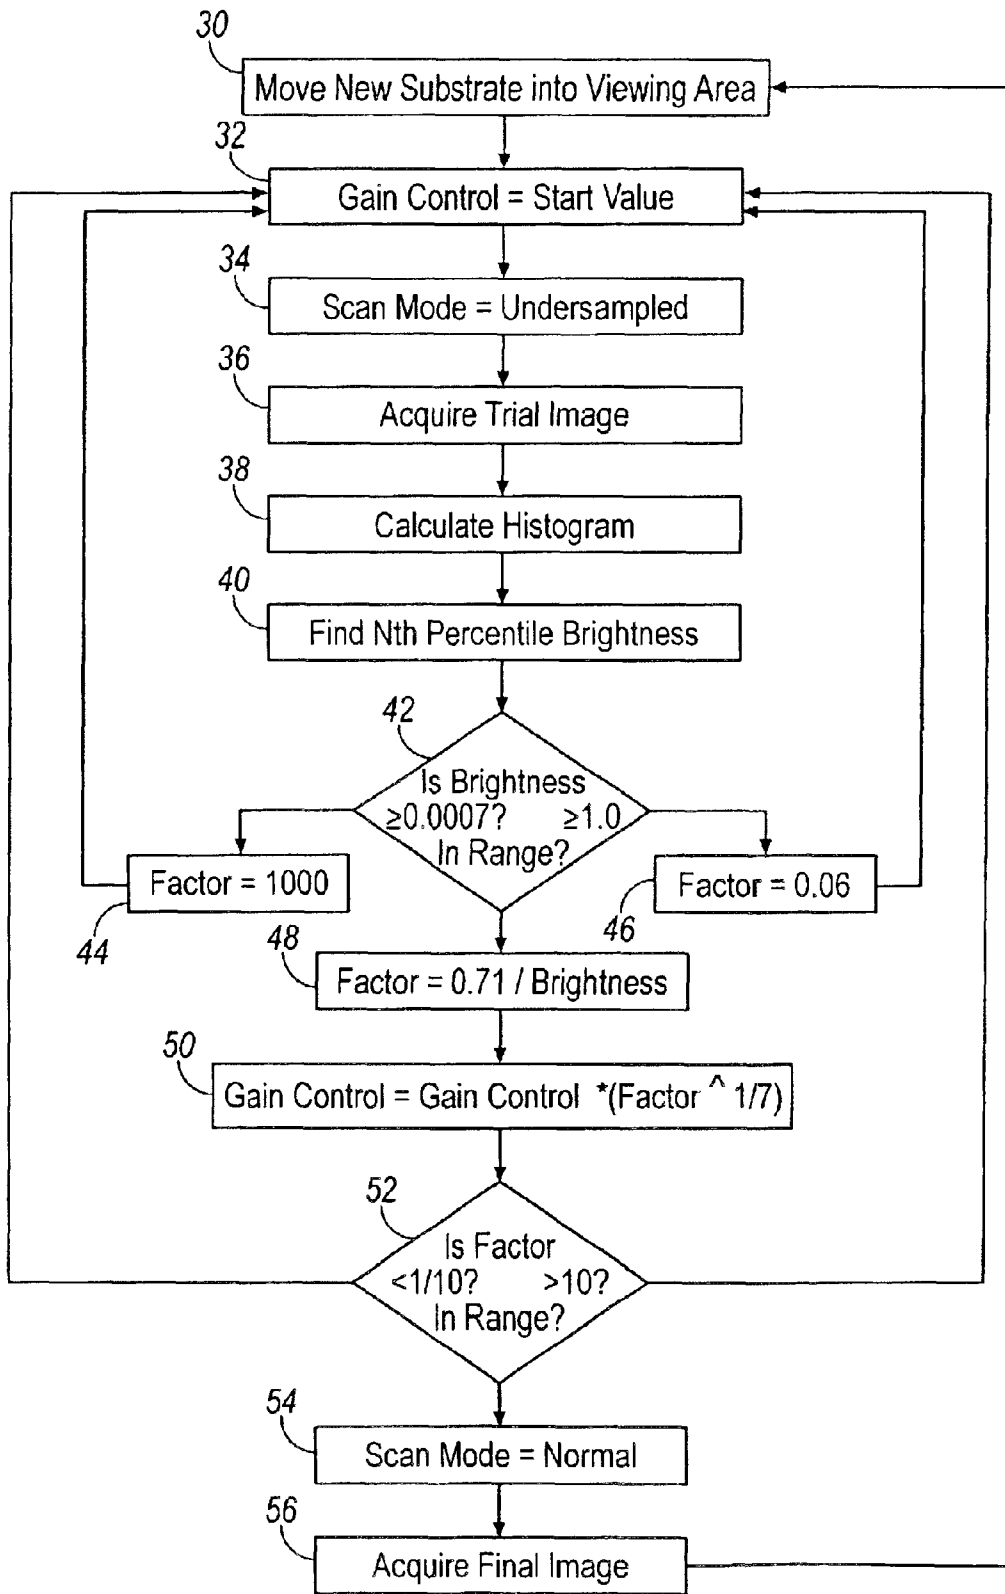 30
Move New Substrate into Viewing Area
32
Gain Control = Start Value
34
Scan Mode = Undersampled
36
Acquire Trial Image
38
Calculate Histogram
40
Find Nth Percentile Brightness
42
Is Brightness
≥0.0007? ≥1.0
In Range?
Factor = 1000
44
Factor = 0.06
46
48
Factor = 0.71 / Brightness
50
Gain Control = Gain Control *(Factor ^ 1/7)
52
Is Factor
<1/10? >10?
In Range?
54
Scan Mode = Normal
56
Acquire Final Image